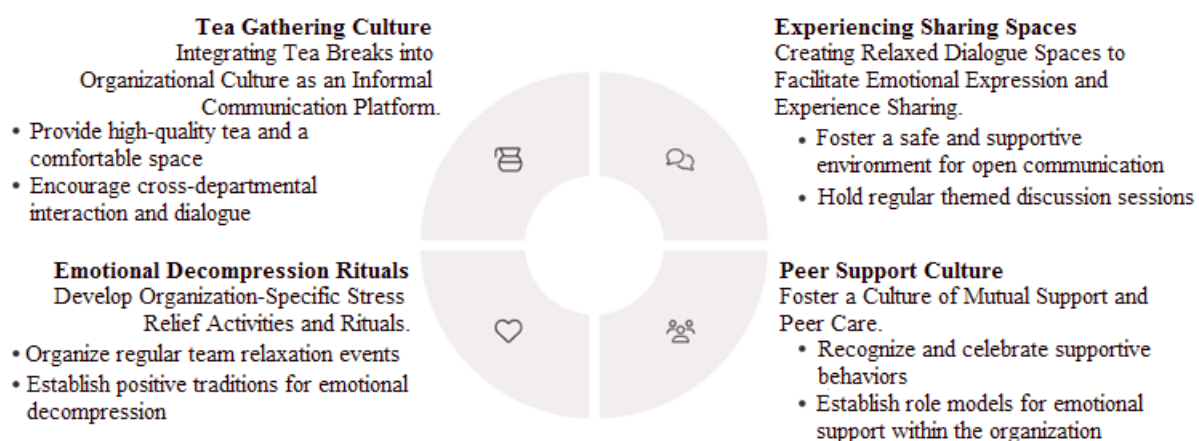 Tea Gathering Culture
Integrating Tea Breaks into
Organizational Culture as an Informal
Communication Platform.
• Provide high-quality tea and a
comfortable space
• Encourage cross-departmental
interaction and dialogue
Experiencing Sharing Spaces
Creating Relaxed Dialogue Spaces to
Facilitate Emotional Expression and
Experience Sharing.
• Foster a safe and supportive
environment for open communication
• Hold regular themed discussion sessions
Emotional Decompression Rituals
Develop Organization-Specific Stress
Relief Activities and Rituals.
• Organize regular team relaxation events
• Establish positive traditions for emotional
decompression
Peer Support Culture
Foster a Culture of Mutual Support and
Peer Care.
• Recognize and celebrate supportive
behaviors
• Establish role models for emotional
support within the organization